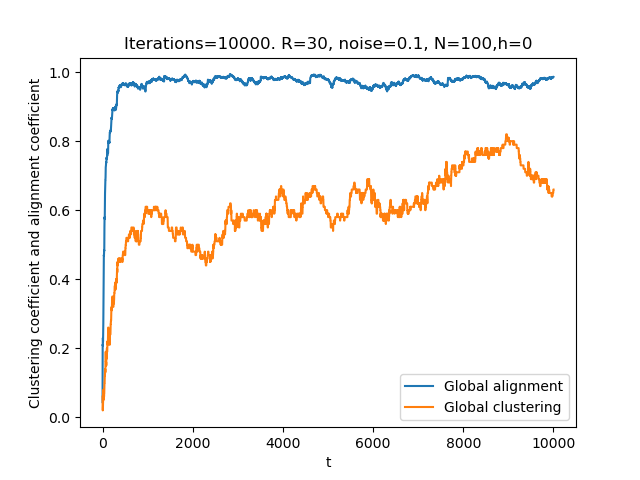 Iterations=10000. R=30, noise=0.1, N=100,h=0
Clustering coefficient and alignment coefficient
1.0
0.8
0.6
0.4
0.2
0.0
Global alignment
Global clustering
0 2000 4000 6000 8000 10000
t